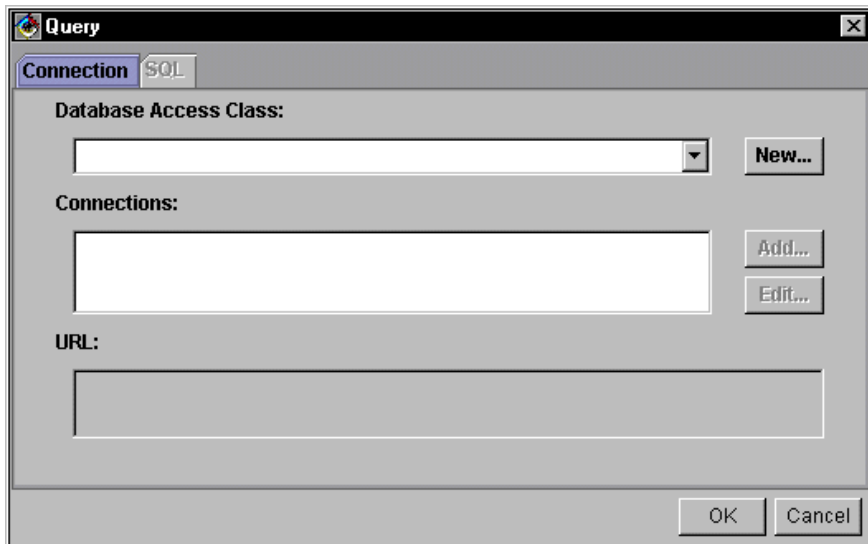 Query
Connection SQL
Database Access Class:
New...
Connections:
Add...
Edit...
URL:
OK Cancel